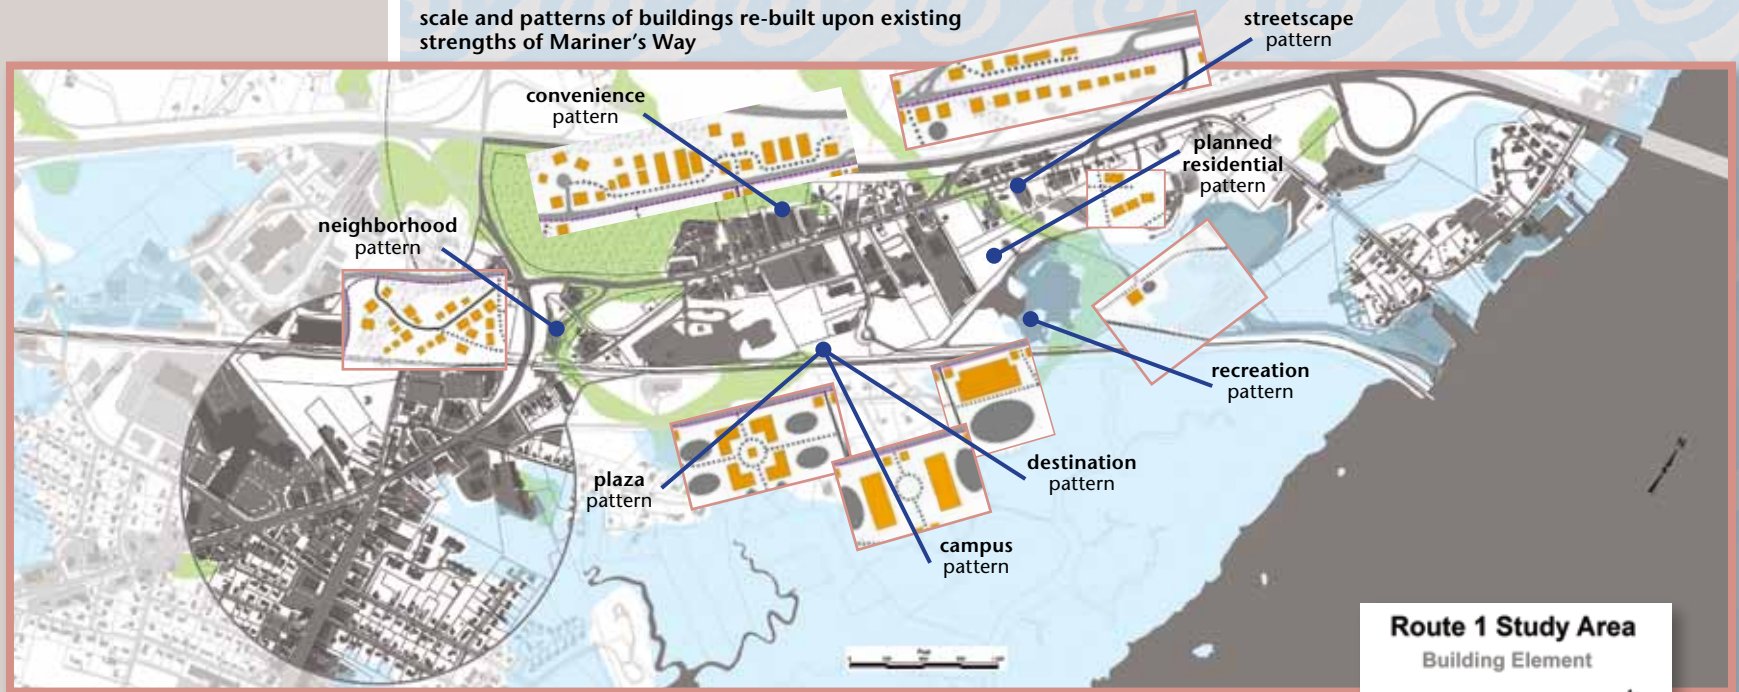 scale and patterns of buildings re-built upon existing
strengths of Mariner's Way
streetscape
pattern
convenience
pattern
planned
residential
pattern
neighborhood
pattern
recreation
pattern
plaza
pattern
destination
pattern
campus
pattern
N
Feet
Route 1 Study Area
Building Element